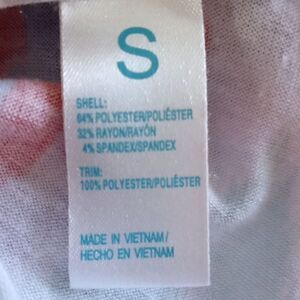 S
SHELL:
64% POLYESTER/POLIÉSTER
32% RAYON/RAYÓN
4% SPANDEX/SPANDEX
TRIM:
100% POLYESTER/POLIÉSTER
MADE IN VIETNAM/
HECHO EN VIETNAM